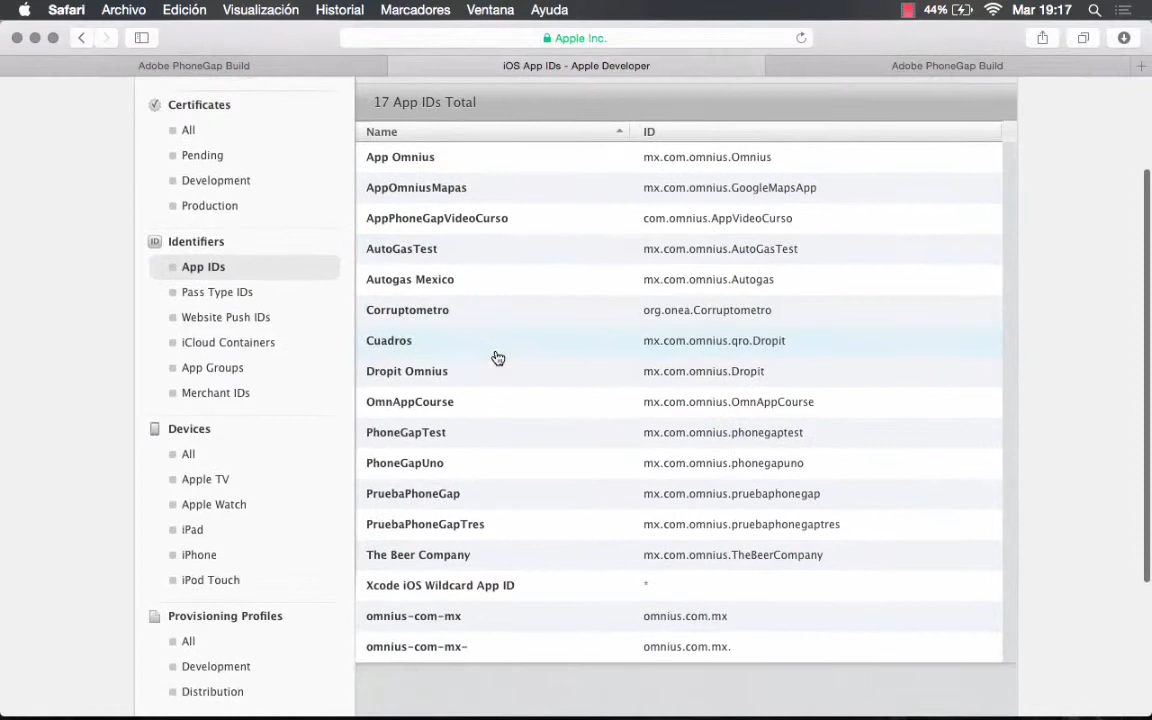 Safari Archivo Edición Visualización Historial Marcadores Ventana Ayuda 44% Mar 19:17
Apple Inc.
Adobe PhoneGap Build iOS App IDs - Apple Developer Adobe PhoneGap Build
Certificates
All
Pending
Development
Production
ID Identifiers
App IDs
Pass Type IDs
Website Push IDs
iCloud Containers
App Groups
Merchant IDs
Devices
All
Apple TV
Apple Watch
iPad
iPhone
iPod Touch
Provisioning Profiles
All
Development
Distribution
17 App IDs Total
Name ID
App Omnius mx.com.omnius.Omnius
AppOmniusMapas mx.com.omnius.GoogleMapsApp
AppPhoneGapVideoCurso com.omnius.AppVideoCurso
AutoGasTest mx.com.omnius.AutoGasTest
Autogas Mexico mx.com.omnius.Autogas
Corruptometro org.onea.Corruptometro
Cuadros mx.com.omnius.qro.Dropit
Dropit Omnius mx.com.omnius.Dropit
OmnAppCourse mx.com.omnius.OmnAppCourse
PhoneGapTest mx.com.omnius.phonegaptest
PhoneGapUno mx.com.omnius.phonegapuno
PruebaPhoneGap mx.com.omnius.pruebaphonegap
PruebaPhoneGapTres mx.com.omnius.pruebaphonegaptres
The Beer Company mx.com.omnius.TheBeerCompany
Xcode iOS Wildcard App ID *
omnius-com-mx omnius.com.mx
omnius-com-mx- omnius.com.mx.